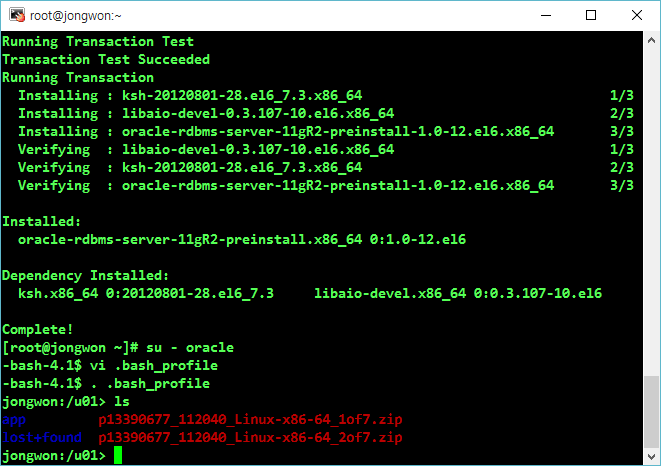 root@jongwon:~
Running Transaction Test
Transaction Test Succeeded
Running Transaction
  Installing : ksh-20120801-28.el6_7.3.x86_64                               1/3
  Installing : libaio-devel-0.3.107-10.el6.x86_64                           2/3
  Installing : oracle-rdbms-server-11gR2-preinstall-1.0-12.el6.x86_64       3/3
  Verifying  : libaio-devel-0.3.107-10.el6.x86_64                           1/3
  Verifying  : ksh-20120801-28.el6_7.3.x86_64                               2/3
  Verifying  : oracle-rdbms-server-11gR2-preinstall-1.0-12.el6.x86_64       3/3
Installed:
  oracle-rdbms-server-11gR2-preinstall.x86_64 0:1.0-12.el6
Dependency Installed:
  ksh.x86_64 0:20120801-28.el6_7.3     libaio-devel.x86_64 0:0.3.107-10.el6
Complete!
[root@jongwon ~]# su - oracle
-bash-4.1$ vi .bash_profile
-bash-4.1$ . .bash_profile
jongwon:/u01> ls
app         p13390677_112040_Linux-x86-64_1of7.zip
lost+found  p13390677_112040_Linux-x86-64_2of7.zip
jongwon:/u01>